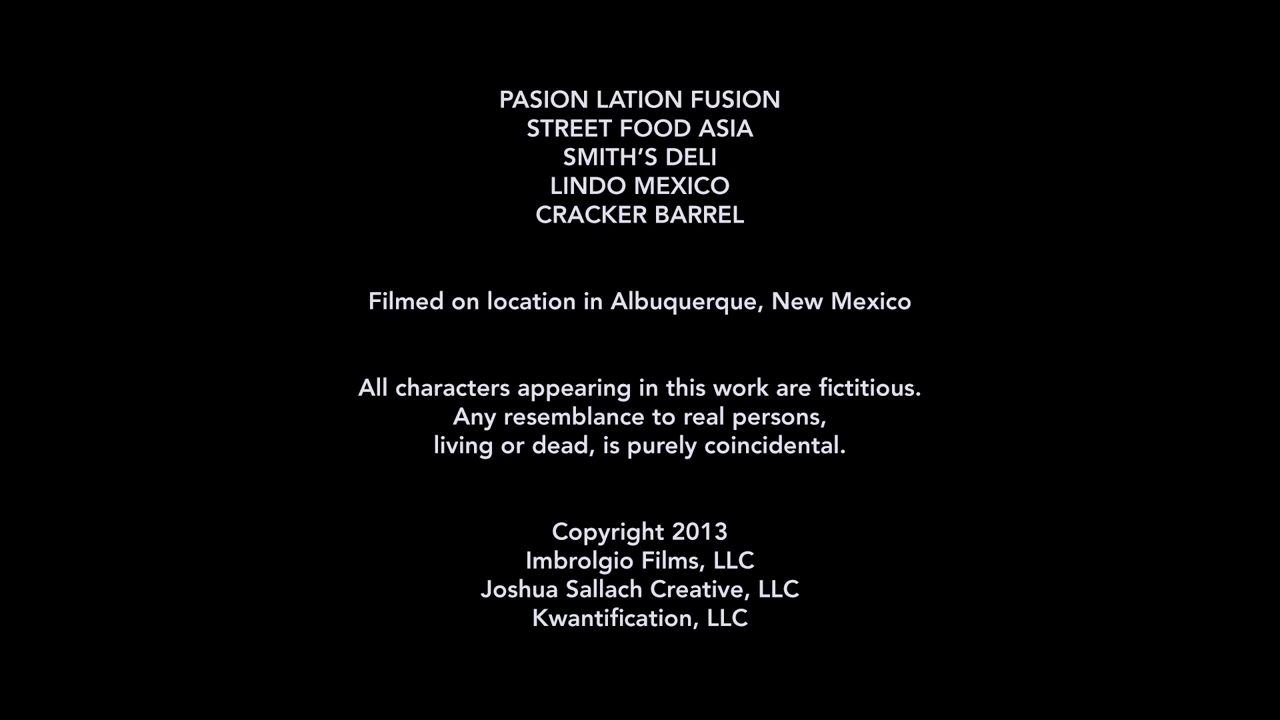 PASION LATION FUSION
STREET FOOD ASIA
SMITH'S DELI
LINDO MEXICO
CRACKER BARREL
Filmed on location in Albuquerque, New Mexico
All characters appearing in this work are fictitious.
Any resemblance to real persons,
living or dead, is purely coincidental.
Copyright 2013
Imbrolgio Films, LLC
Joshua Sallach Creative, LLC
Kwantification, LLC